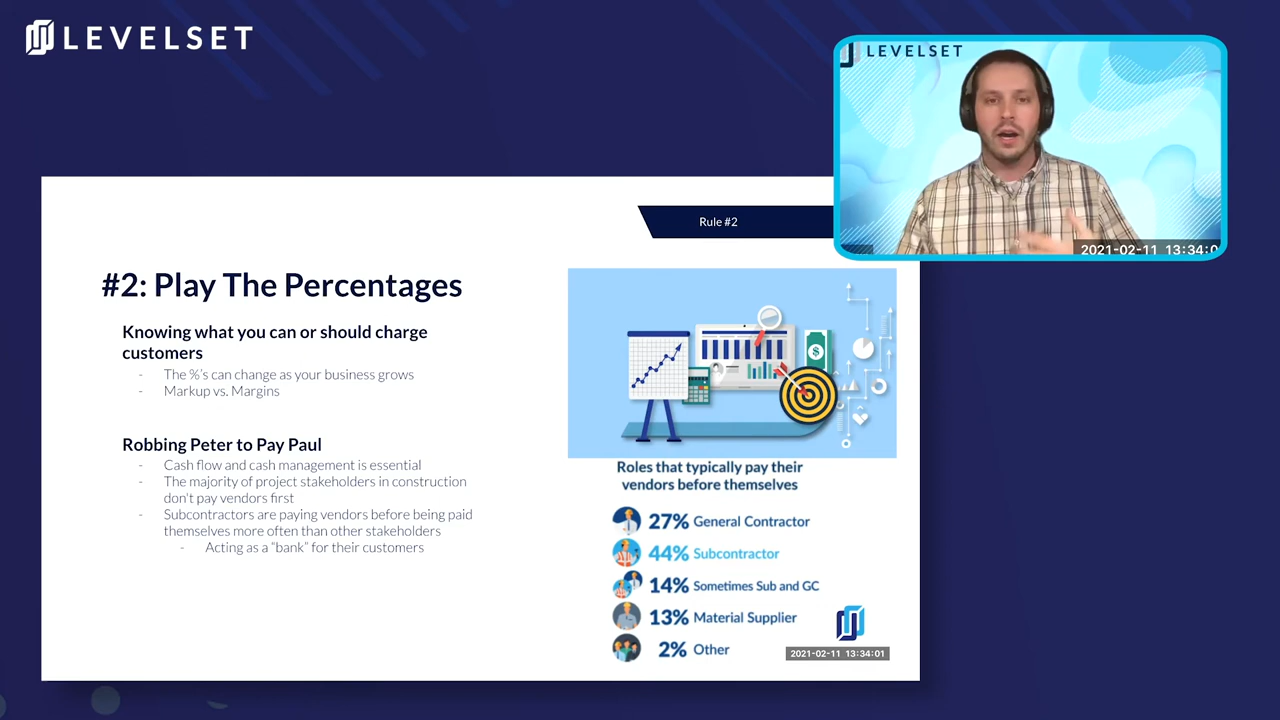 LEVELSET
LEVELSET
2021-02-11 13:34:0
Rule #2
#2: Play The Percentages
Knowing what you can or should charge
customers
- The %'s can change as your business grows
- Markup vs. Margins
Robbing Peter to Pay Paul
- Cash flow and cash management is essential
- The majority of project stakeholders in construction
don't pay vendors first
- Subcontractors are paying vendors before being paid
themselves more often than other stakeholders
- Acting as a "bank" for their customers
$
Roles that typically pay their
vendors before themselves
27% General Contractor
44% Subcontractor
14% Sometimes Sub and GC
13% Material Supplier
2% Other
2021-02-11 13:34:01